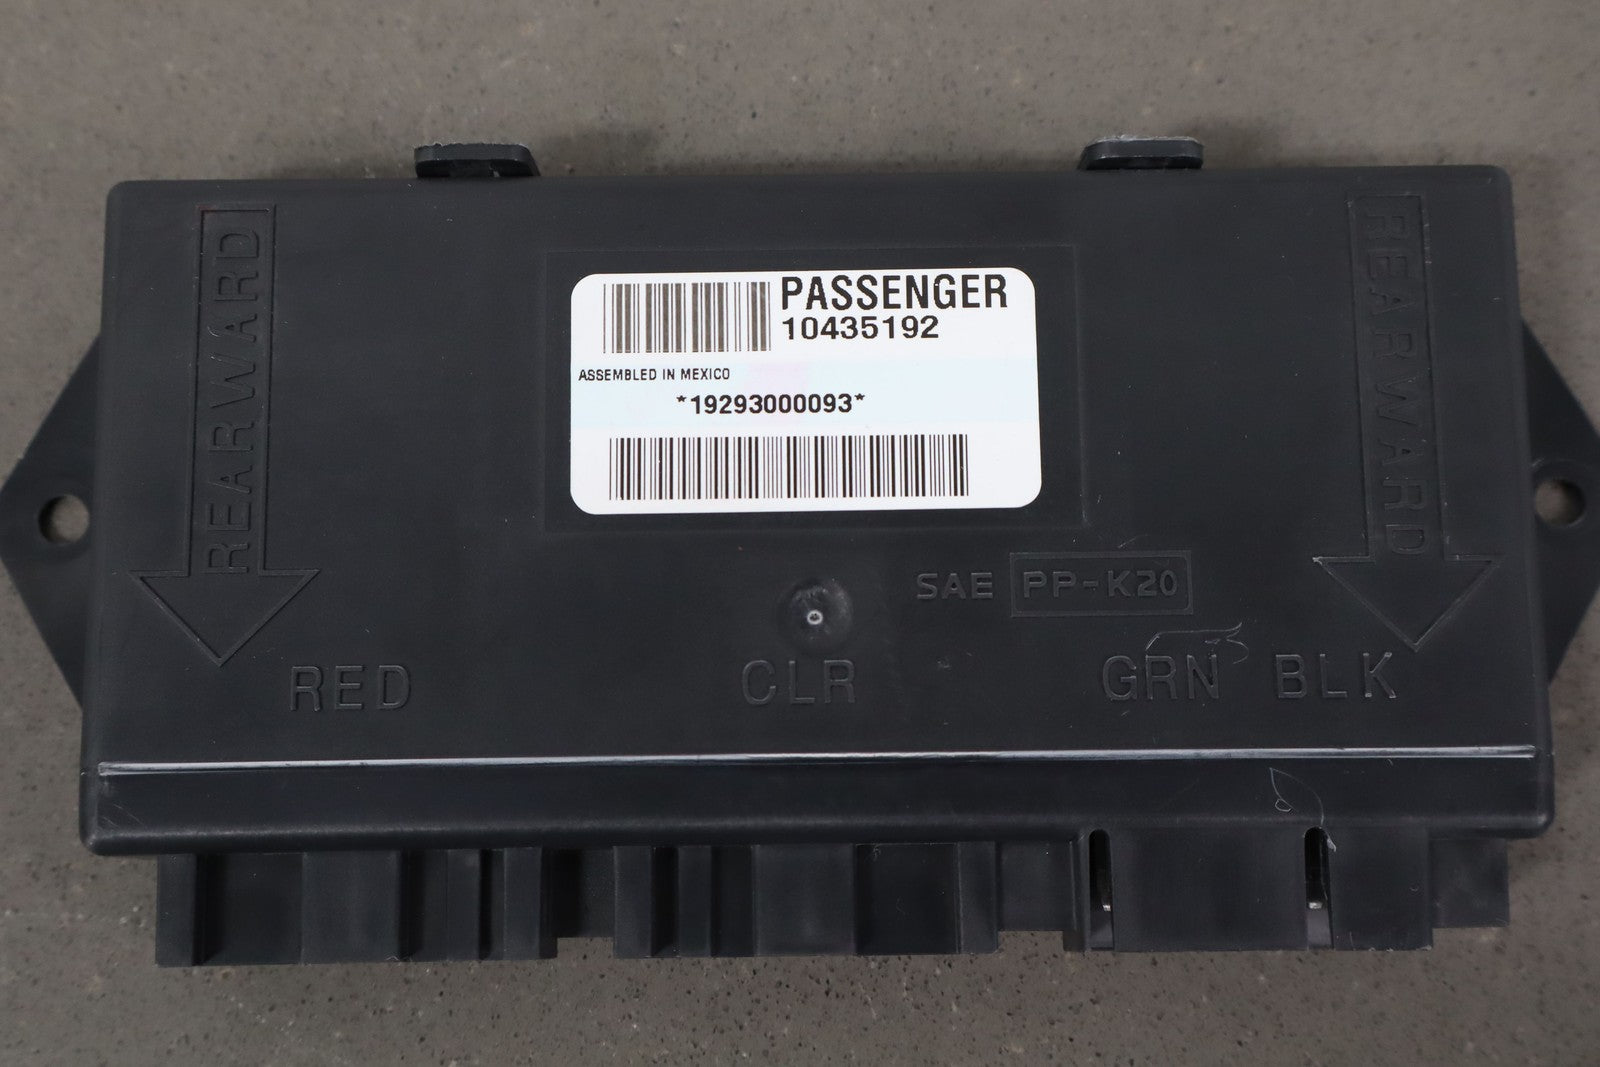 REARWARD
PASSENGER
10435192
ASSEMBLED IN MEXICO
*19293000093*
REARWARD
SAE PP-K20
RED CLR GRN BLK